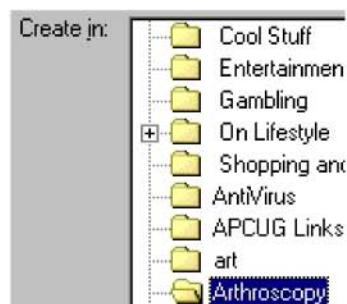 Create in:
Cool Stuff
Entertainmen
Gambling
On Lifestyle
Shopping and
AntiVirus
APCUG Links
art
Arthroscopy